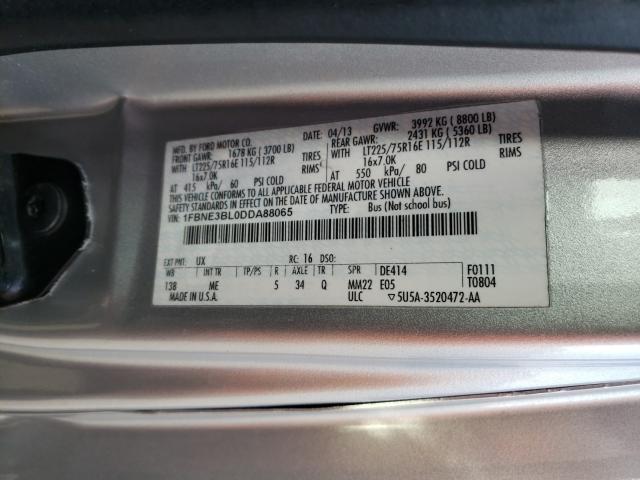 MFD. BY FORD MOTOR CO. DATE: 04/13 GVWR: 3992 KG ( 8800 LB)
FRONT GAWR: 1678 KG ( 3700 LB) REAR GAWR: 2431 KG ( 5360 LB)
WITH LT225/75R16E 115/112R TIRES WITH LT225/75R16E 115/112R TIRES
16x7.0K RIMS 16x7.0K RIMS
AT 415 kPa/ 60 PSI COLD AT 550 kPa/ 80 PSI COLD
THIS VEHICLE CONFORMS TO ALL APPLICABLE FEDERAL MOTOR VEHICLE
SAFETY STANDARDS IN EFFECT ON THE DATE OF MANUFACTURE SHOWN ABOVE.
VIN: 1FBNE3BL0DDA88065 TYPE: Bus (Not school bus)
EXT PNT: UX RC: 16 DSO:
WB INT TR TP/PS R AXLE TR SPR DE414 F0111
138 ME 5 34 Q MM22 E05 T0804
MADE IN U.S.A. ULC ▽5U5A-3520472-AA